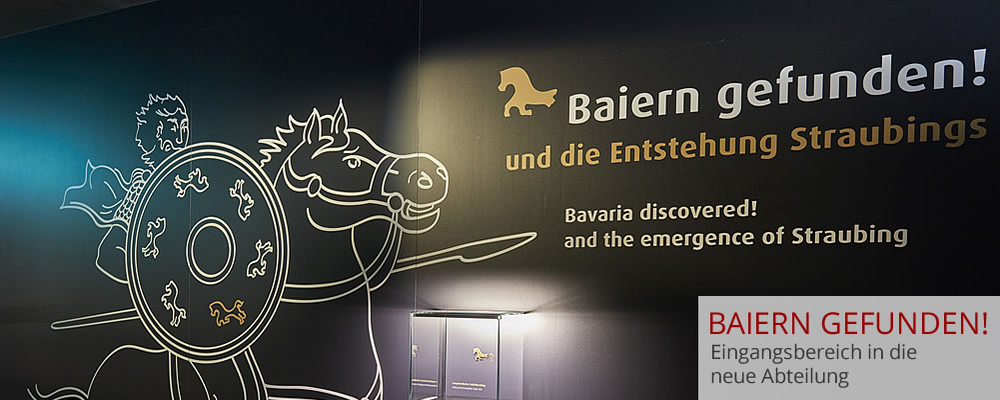 Baiern gefunden!
und die Entstehung Straubings
Bavaria discovered!
and the emergence of Straubing
BAIERN GEFUNDEN!
Eingangsbereich in die
neue Abteilung